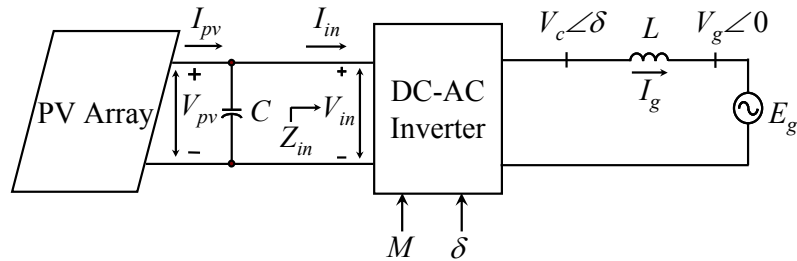 I_pv
I_in
V_c∠δ
L
V_g∠0
+
+
PV Array
V_pv
C
Z_in
V_in
DC-AC
Inverter
I_g
E_g
−
−
M
δ